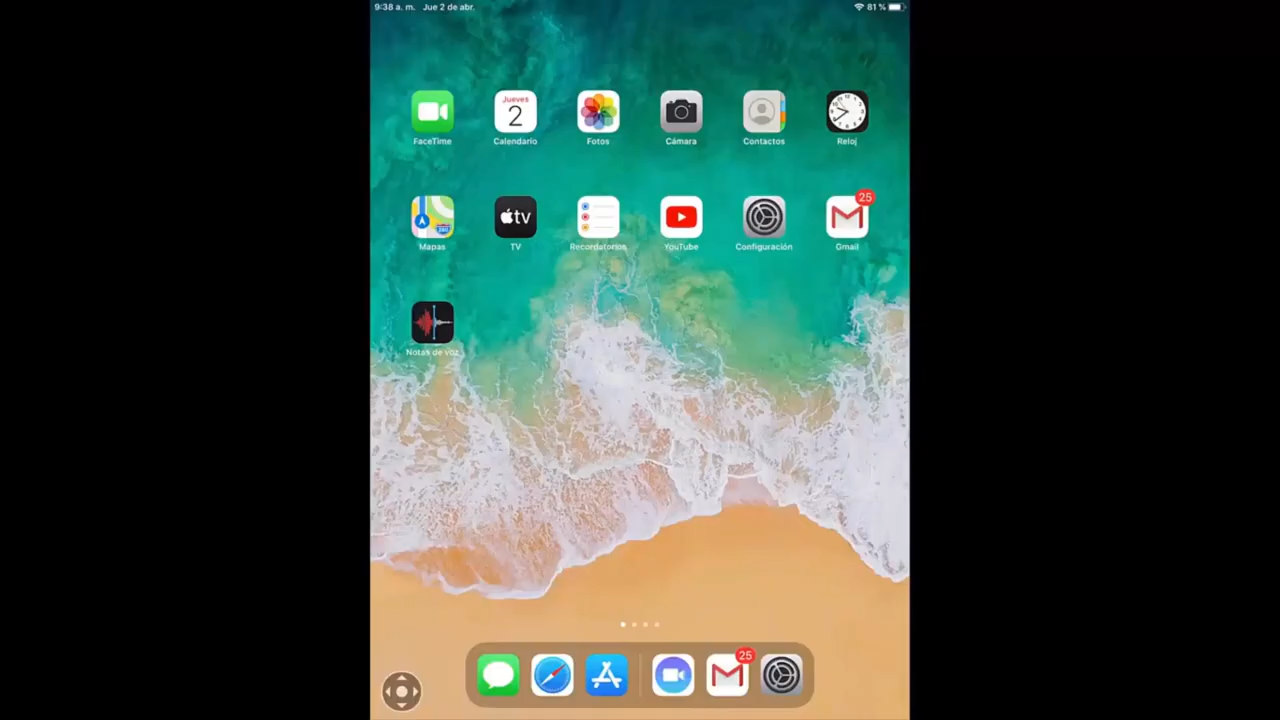 9:38 a. m. Jue 2 de abr. 81 %
Jueves
2
FaceTime Calendario Fotos Cámara Contactos Reloj
tv
25
Mapas TV Recordatorios YouTube Configuración Gmail
Notas de voz
25